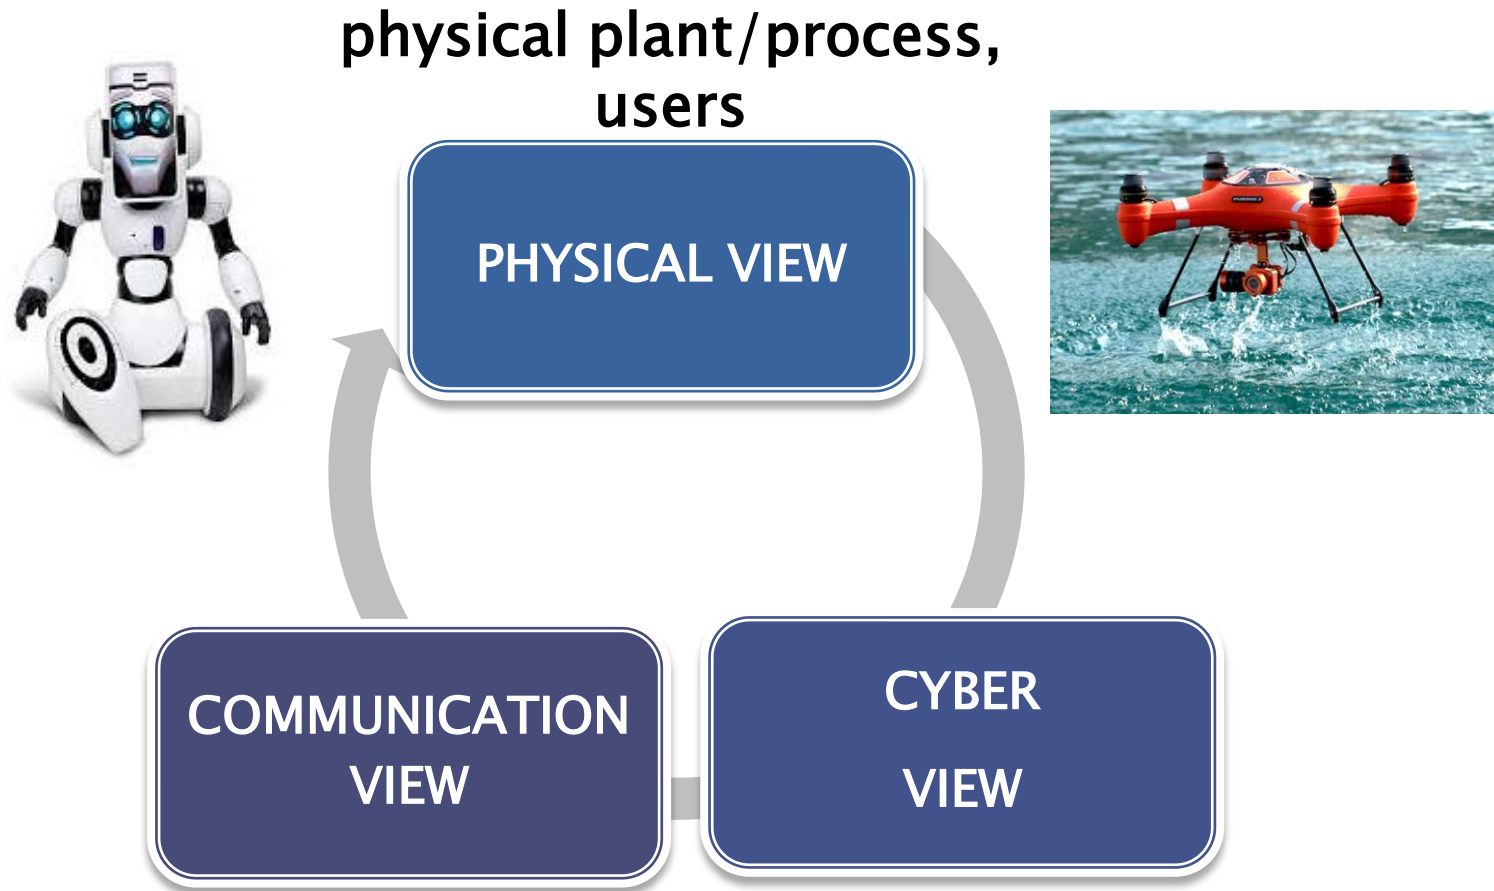 physical plant/process,
users
PHYSICAL VIEW
COMMUNICATION
VIEW
CYBER
VIEW